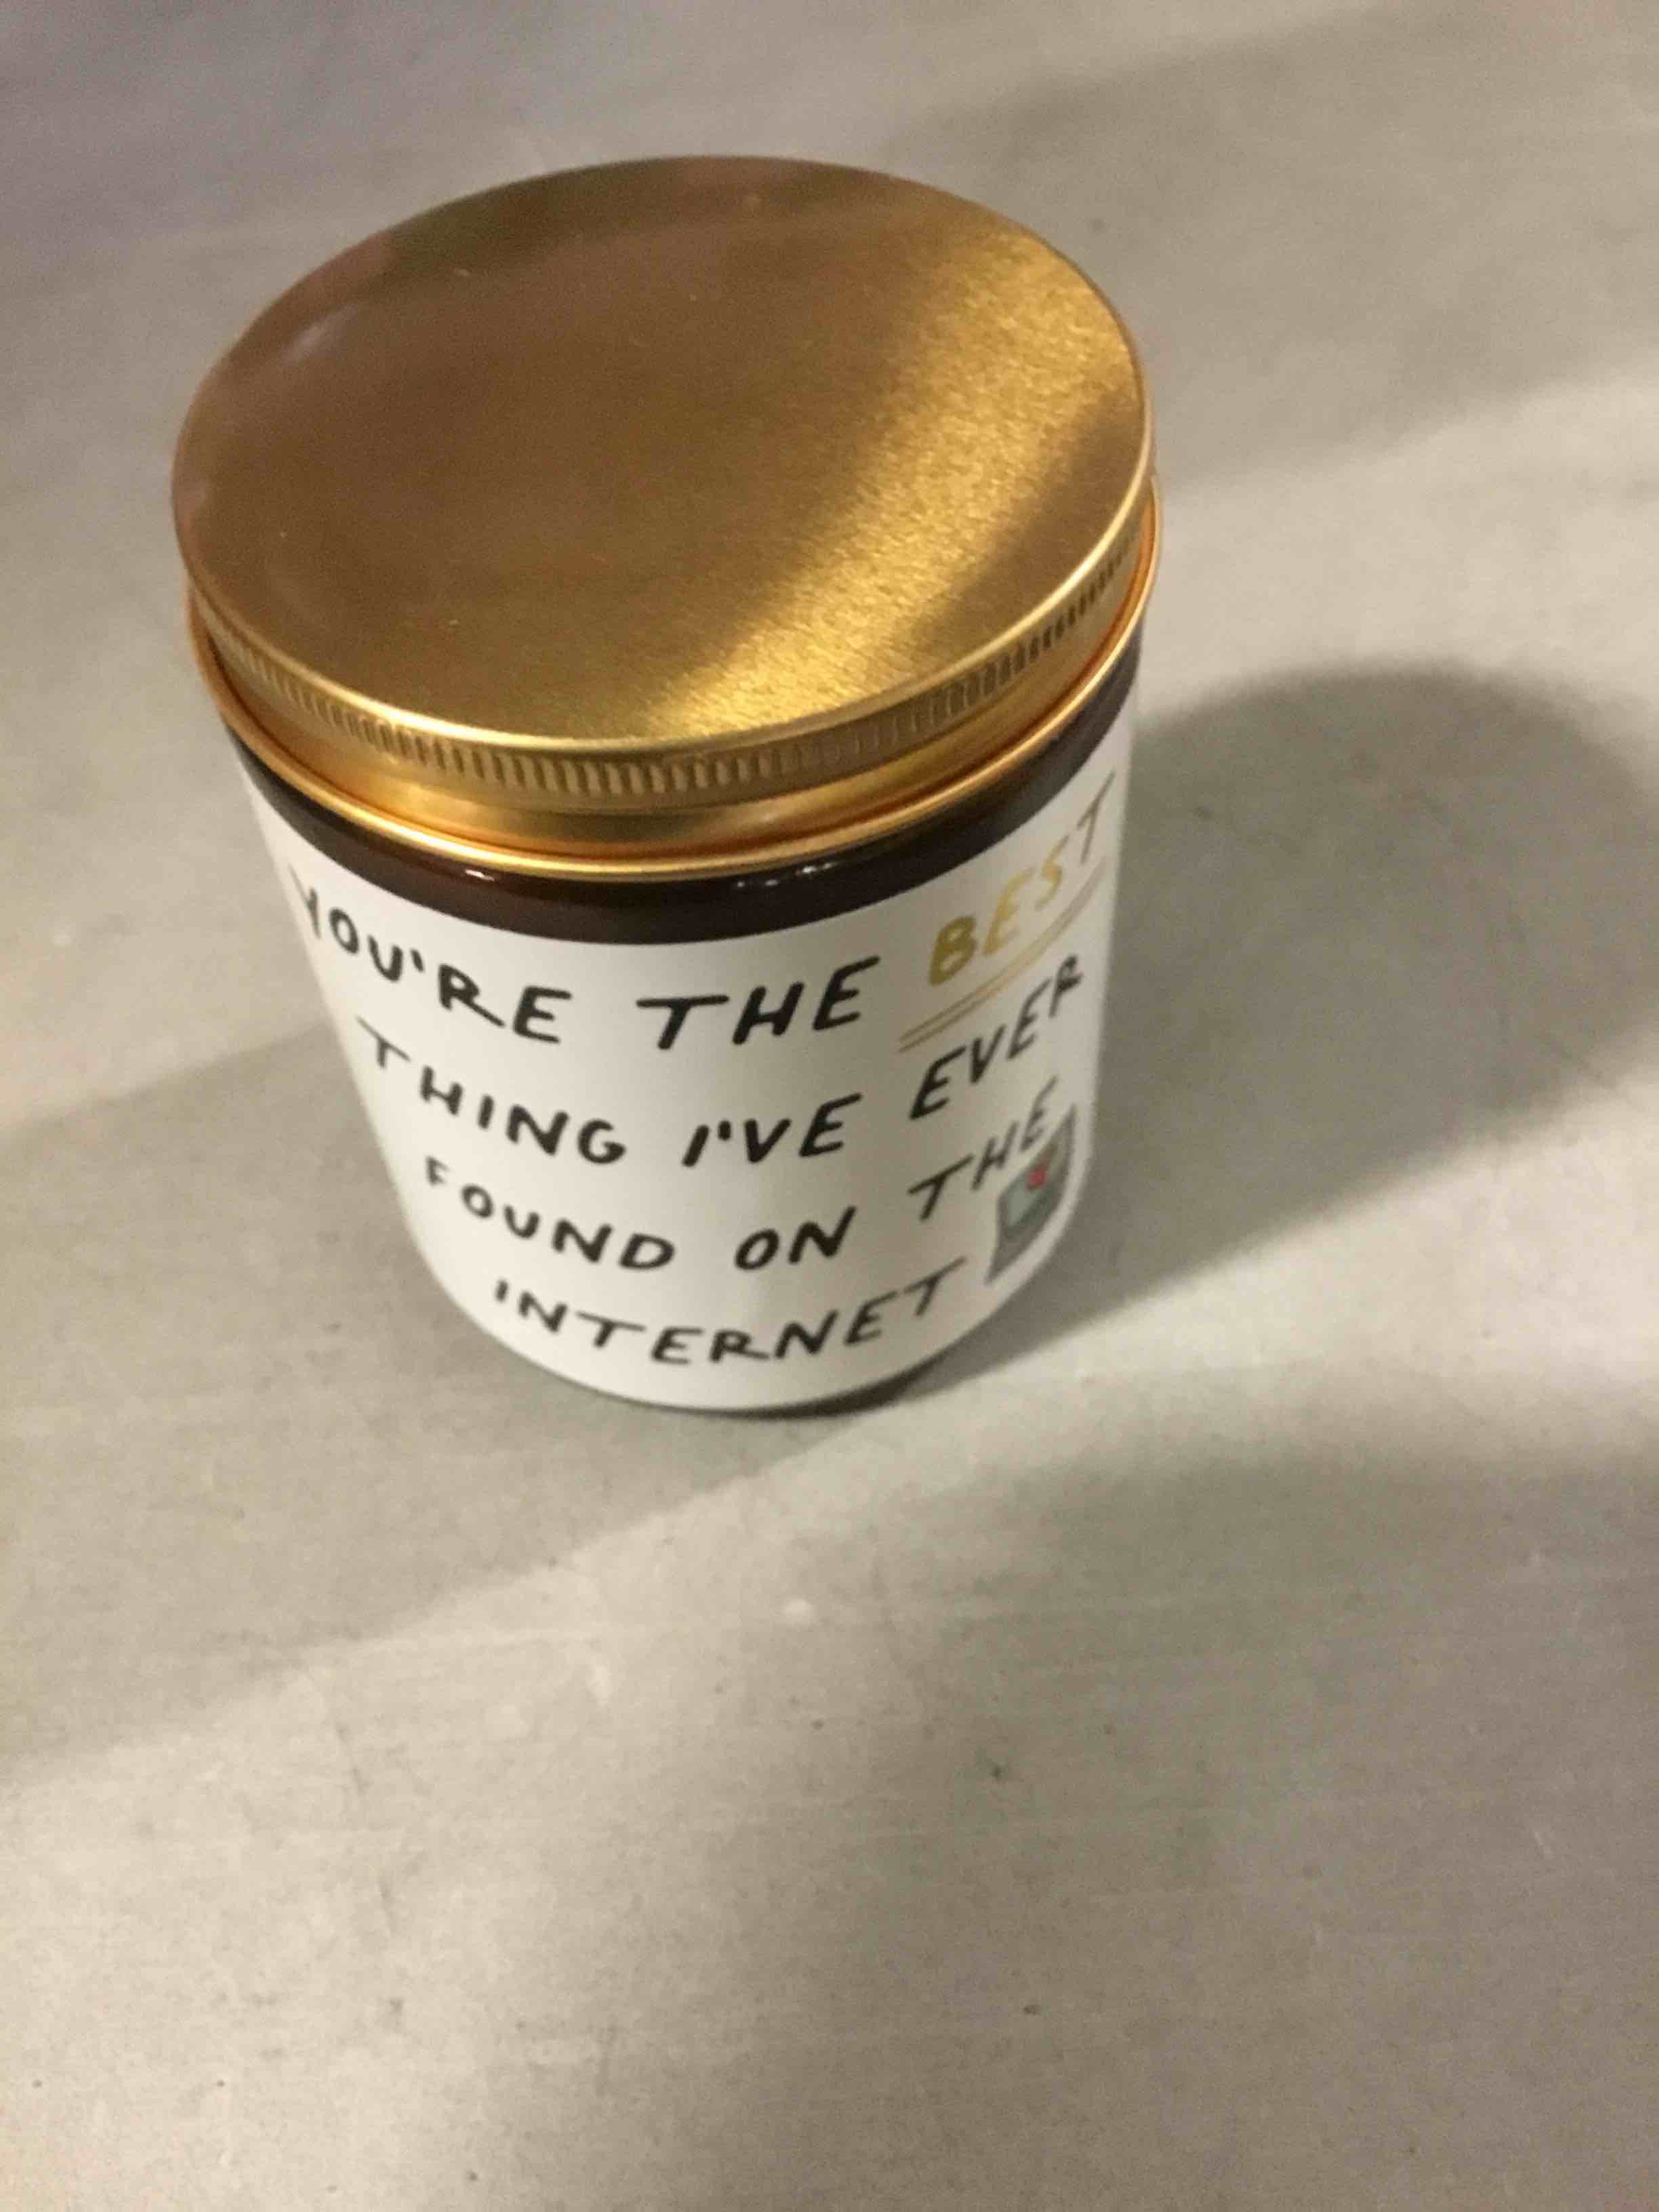 YOU'RE THE BEST
THING I'VE EVER
FOUND ON THE
INTERNET